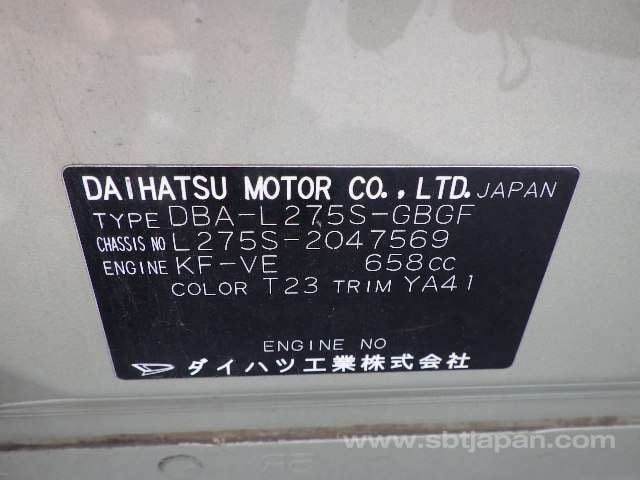 DAIHATSU MOTOR CO., LTD. JAPAN
TYPE DBA-L275S-GBGF
CHASSIS NO L275S-2047569
ENGINE KF-VE 658cc
COLOR T23 TRIM YA41
ENGINE NO
ダイハツ工業株式会社
www.sbtjapan.com